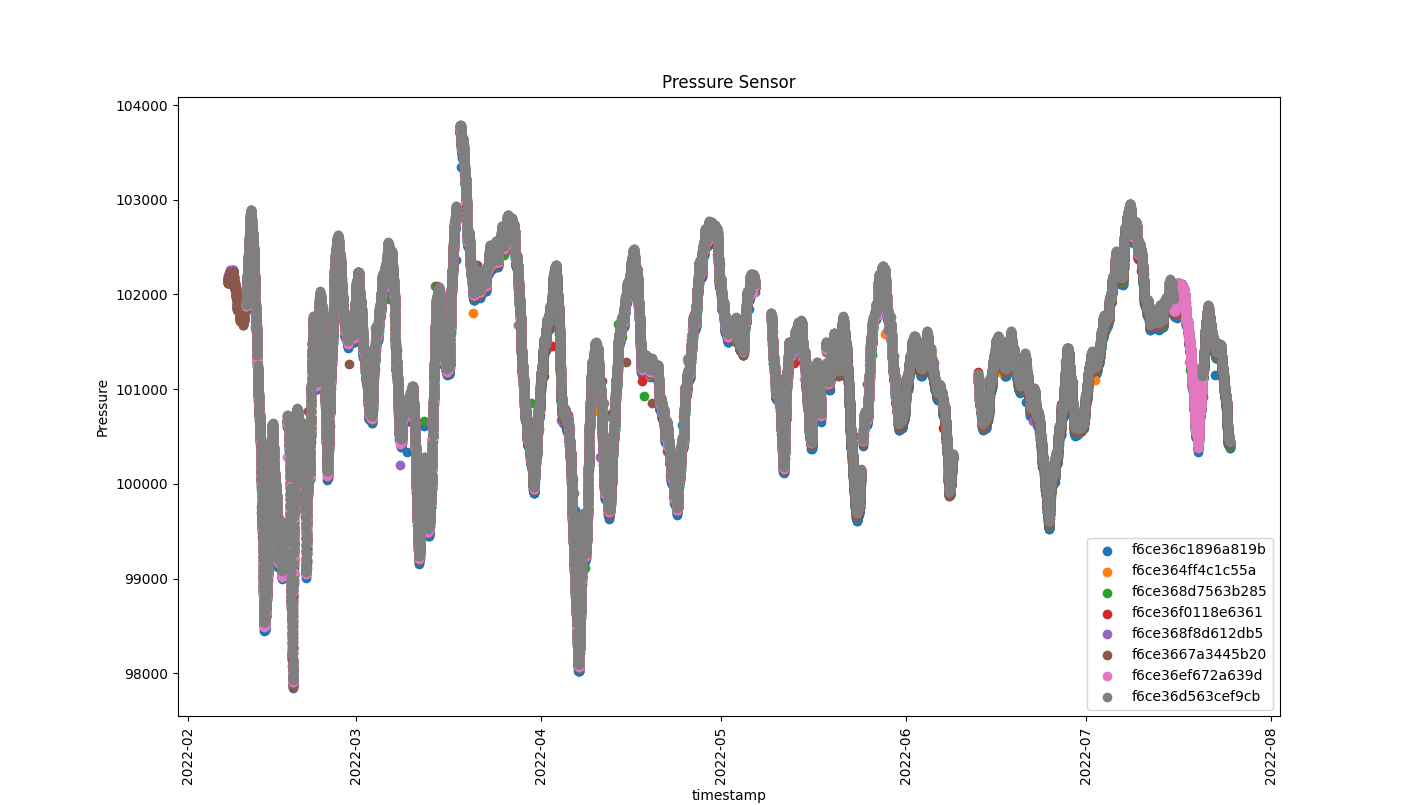 Pressure Sensor
104000
103000
102000
101000
100000
99000
98000
Pressure
2022-02
2022-03
2022-04
2022-05
2022-06
2022-07
2022-08
timestamp
f6ce36c1896a819b
f6ce364ff4c1c55a
f6ce368d7563b285
f6ce36f0118e6361
f6ce368f8d612db5
f6ce3667a3445b20
f6ce36ef672a639d
f6ce36d563cef9cb